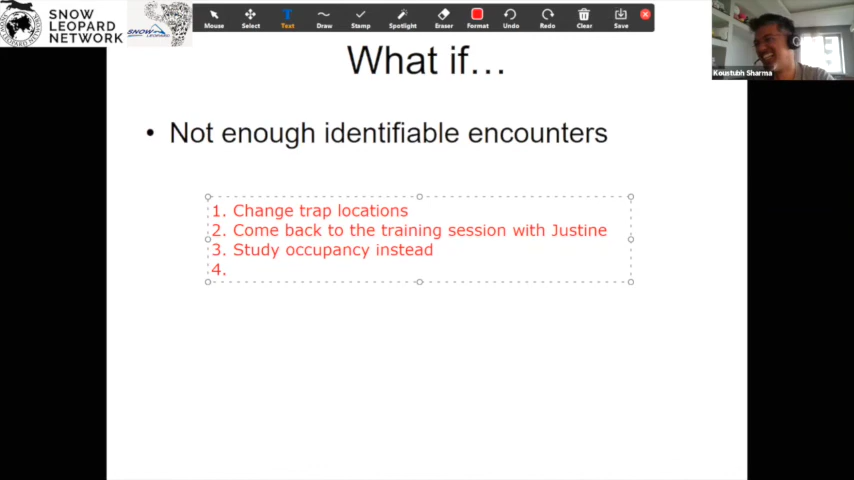 SNOW
LEOPARD
NETWORK
SNOW
LEOPARD
Mouse
Select
Text
Draw
Stamp
Spotlight
Eraser
Format
Undo
Redo
Clear
Save
Koustubh Sharma
What if…
• Not enough identifiable encounters
1. Change trap locations
2. Come back to the training session with Justine
3. Study occupancy instead
4.